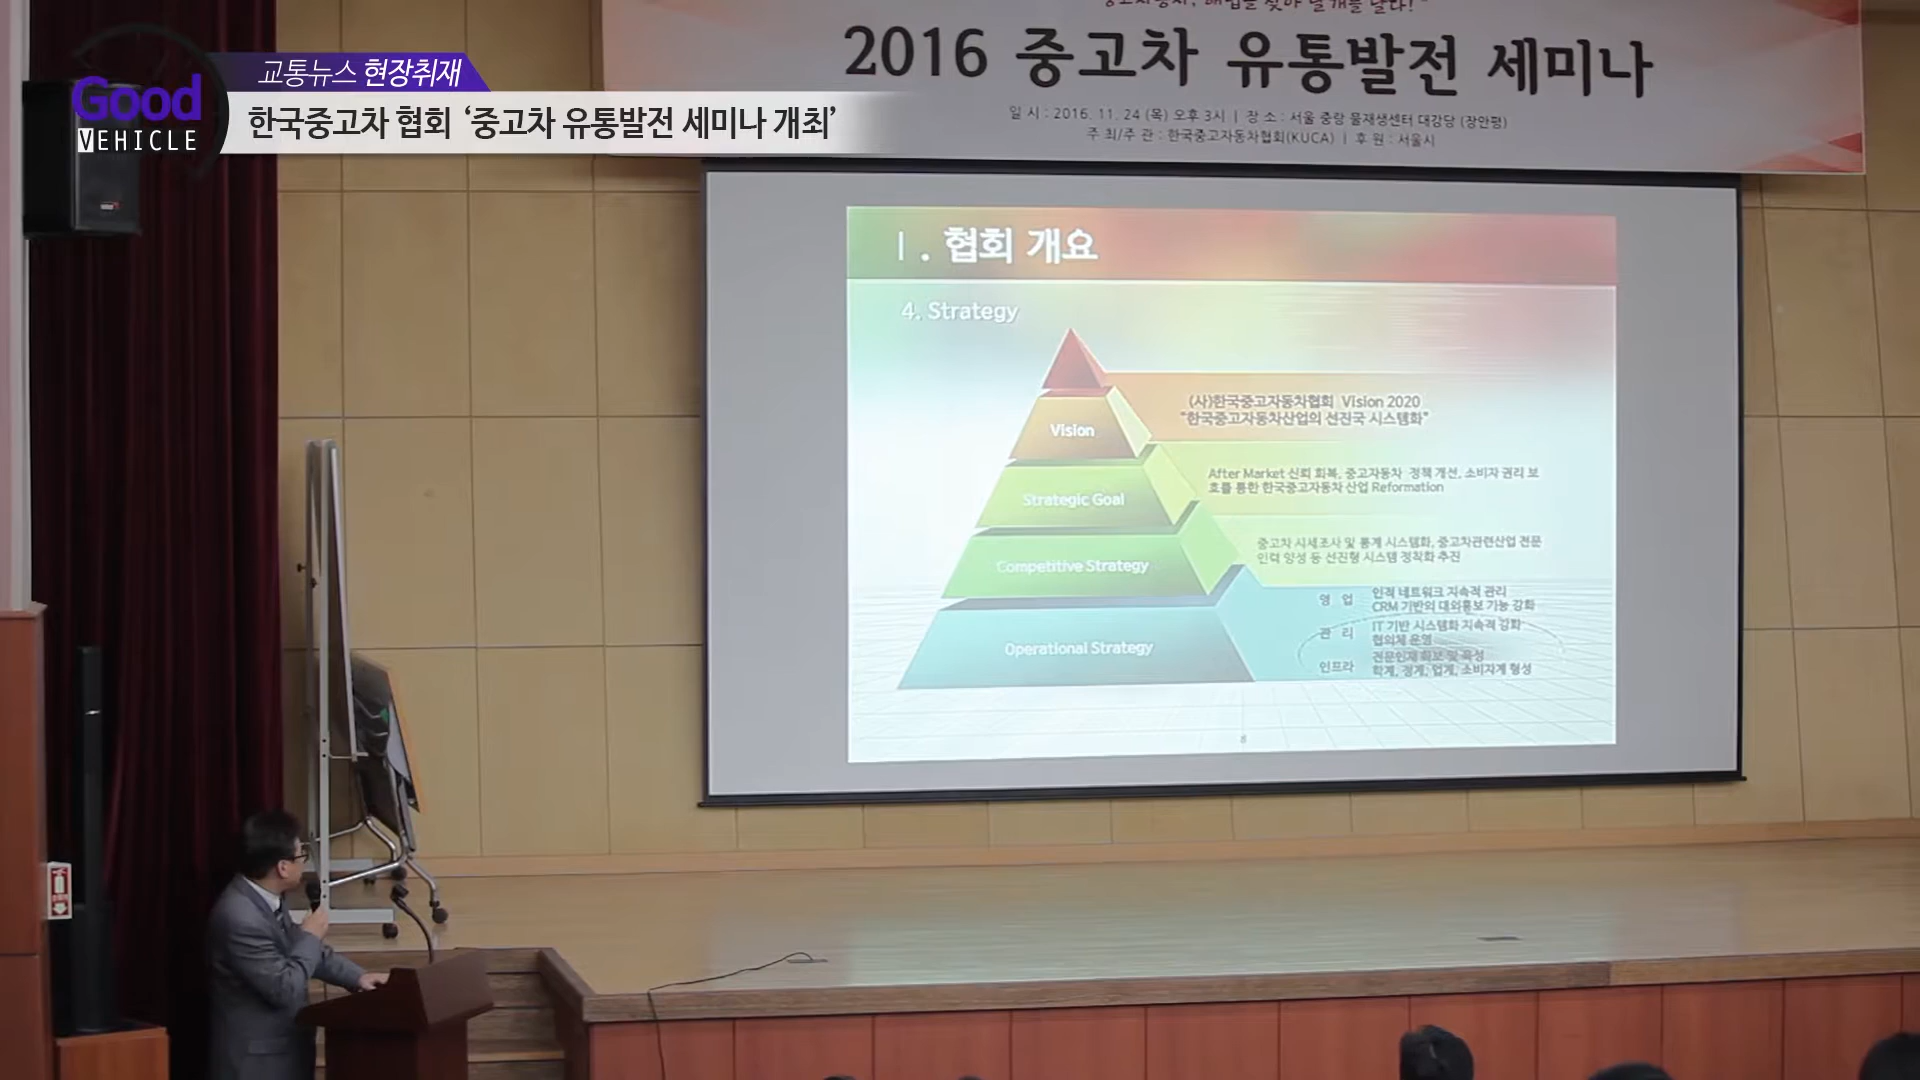 교통뉴스 현장취재
Good
VEHICLE
한국중고차 협회 ‘중고차 유통발전 세미나 개최’
2016 중고차 유통발전 세미나
일 시 : 2016. 11. 24 (목) 오후 3시 | 장 소 : 서울 중랑 물재생센터 대강당 (장안평)
주 최/주 관 : 한국중고자동차협회(KUCA) | 후 원 : 서울시
Ⅰ. 협회 개요
4. Strategy
(사)한국중고자동차협회 Vision 2020
"한국중고자동차산업의 선진국 시스템화"
Vision
After Market 신뢰 회복, 중고자동차 정책 개선, 소비자 권리 보
호를 통한 한국중고자동차 산업 Reformation
Strategic Goal
중고차 시세조사 및 통계 시스템화, 중고차관련산업 전문
인력 양성 등 선진형 시스템 정착화 추진
Competitive Strategy
영 업 인적 네트워크 지속적 관리
CRM 기반의 대외홍보 기능 강화
관 리 IT 기반 시스템화 지속적 강화
협의체 운영
Operational Strategy
인프라 전문인재 확보 및 육성
학계, 정계, 업계, 소비자계 형성
8